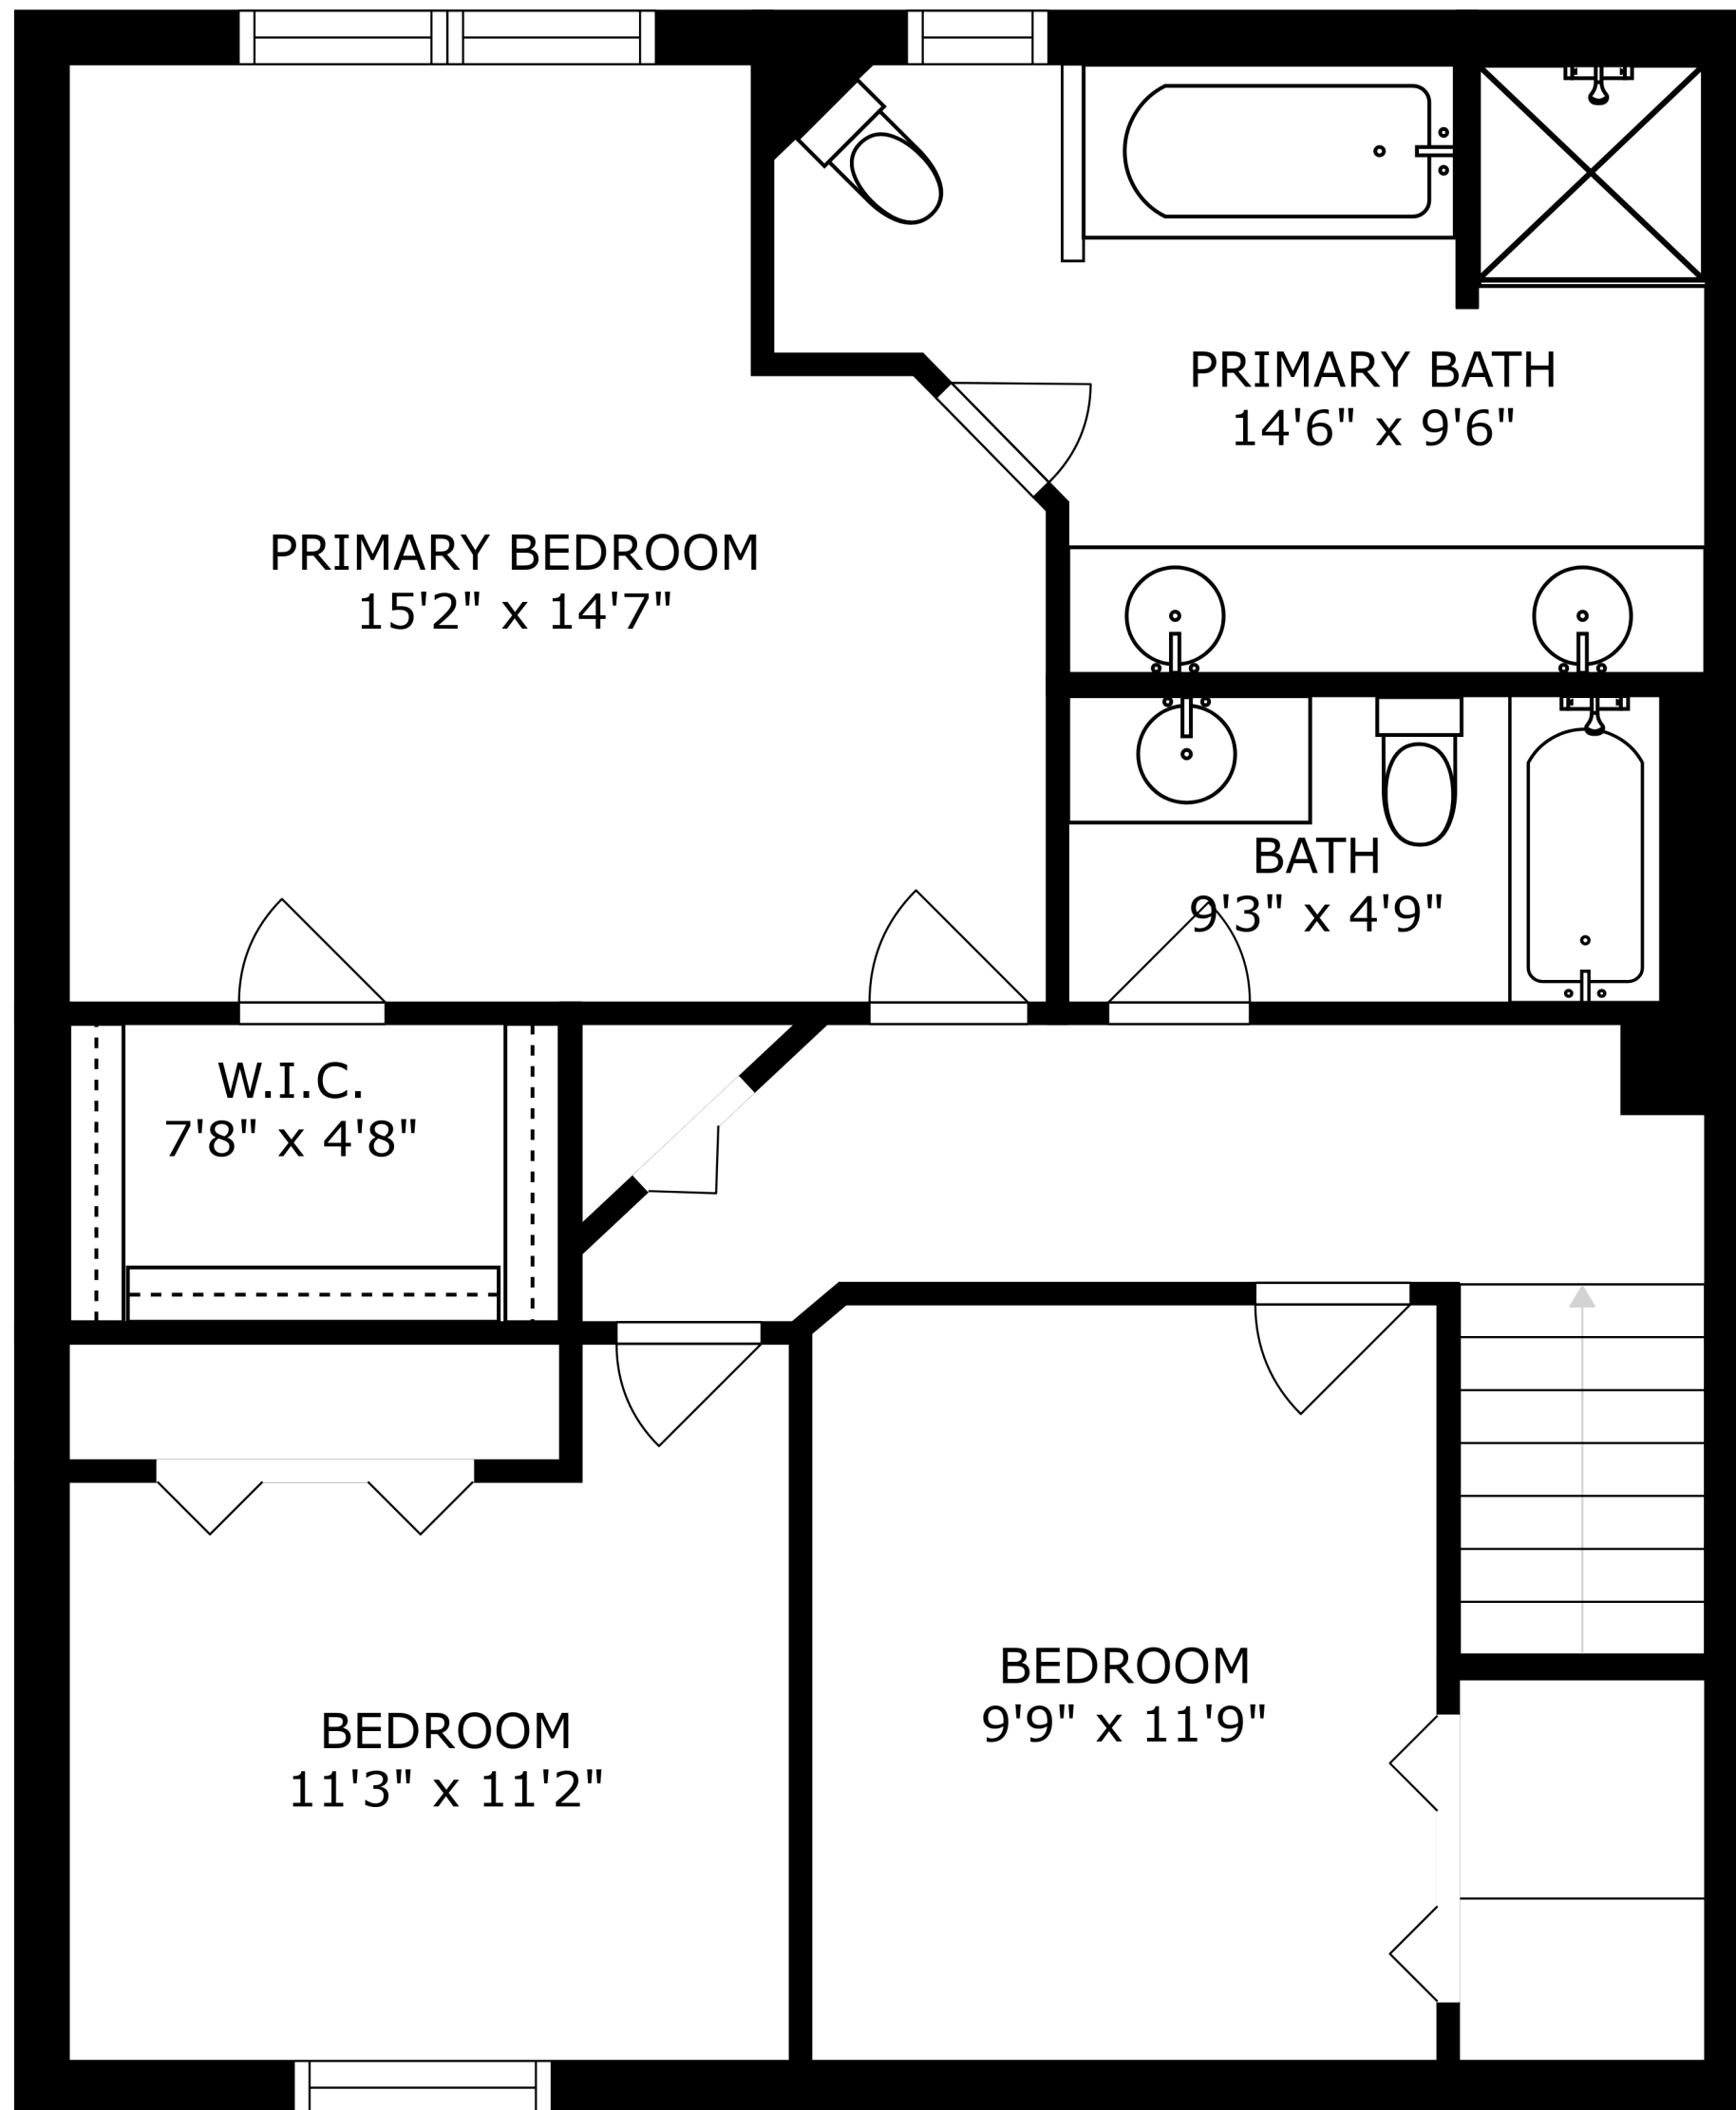 PRIMARY BATH
14'6" x 9'6"
PRIMARY BEDROOM
15'2" x 14'7"
BATH
9'3" x 4'9"
W.I.C.
7'8" x 4'8"
BEDROOM
9'9" x 11'9"
BEDROOM
11'3" x 11'2"